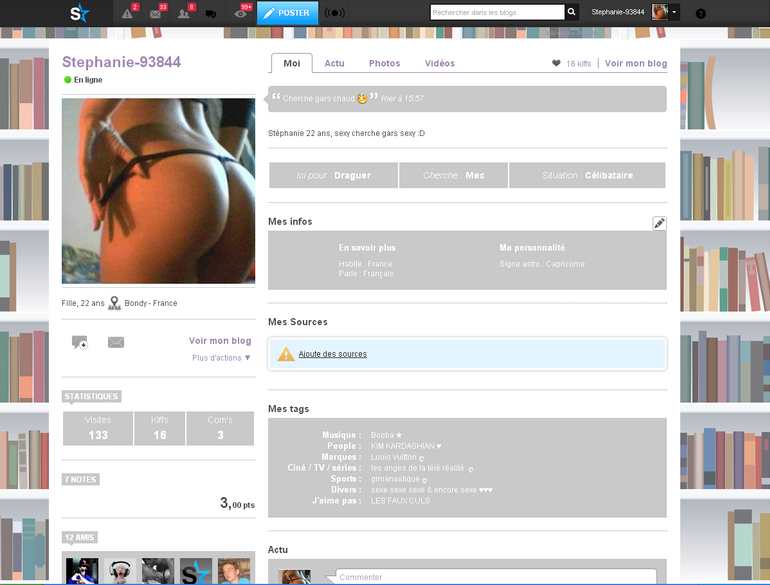 S
2
33
9
99+
POSTER
Rechercher dans les blogs
Stephanie-93844
?
Stephanie-93844
En ligne
Moi
Actu
Photos
Vidéos
16 kiffs
Voir mon blog
“ Cherche gars chaud ” Hier à 15:57
Stéphanie 22 ans, sexy cherche gars sexy :D
Ici pour : Draguer
Cherche : Mec
Situation : Célibataire
Mes infos
En savoir plus
Ma personnalité
Habite : France
Signe astro : Capricorne
Parle : Français
Fille, 22 ans
Bondy - France
Voir mon blog
Plus d'actions ▼
Mes Sources
Ajoute des sources
STATISTIQUES
Visites
Kiffs
Com's
133
16
3
7 NOTES
3,00 pts
12 AMIS
Mes tags
Musique : Booba ★
People : KIM KARDASHIAN ♥
Marques : Louis Vuitton
Ciné / TV / séries : les anges de la télé réalité
Sports : gimanastique
Divers : sexe sexe sexe & encore sexe ♥♥♥
J'aime pas : LES FAUX CULS
Actu
Commenter